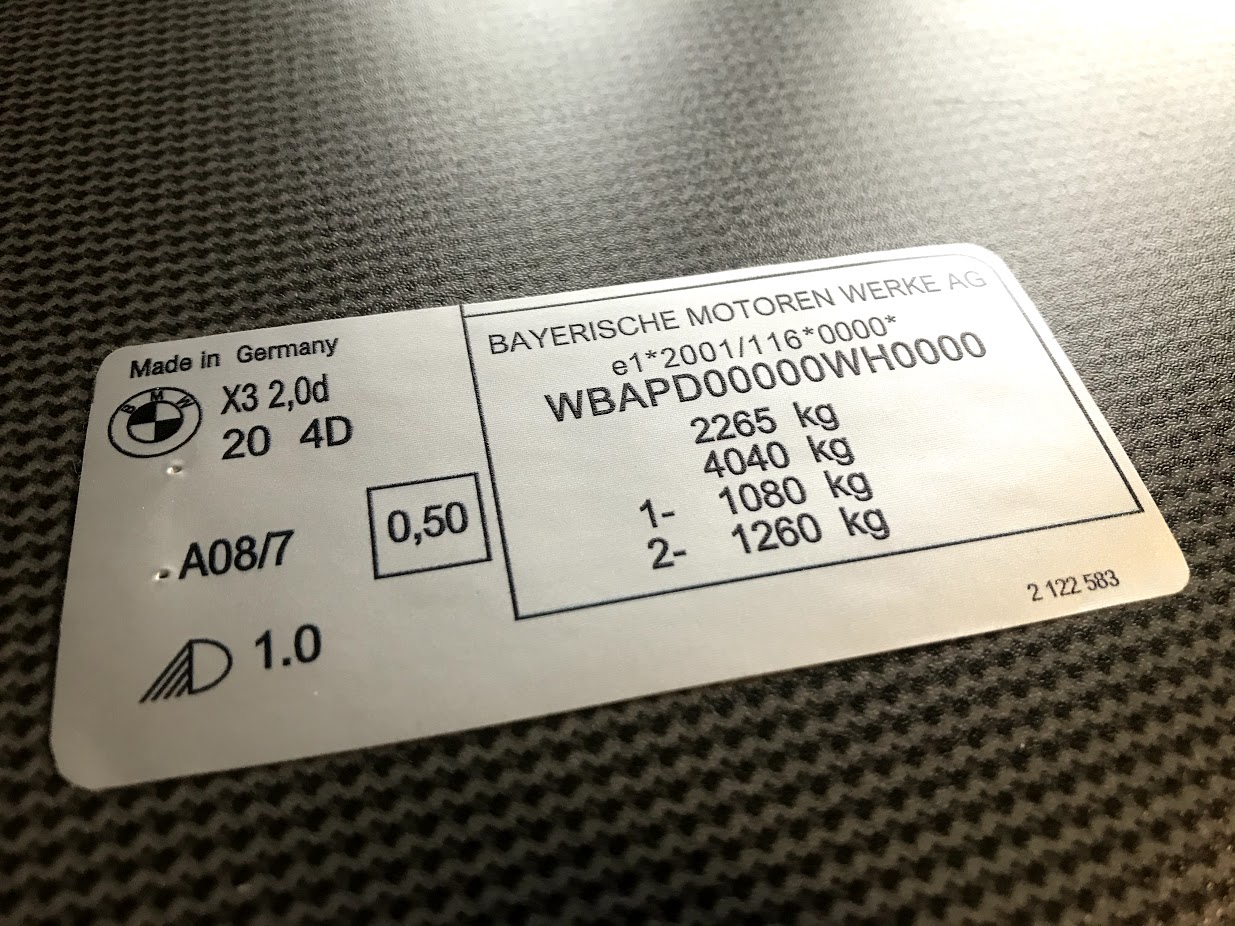 Made in Germany
BMW
X3 2,0d
20 4D
A08/7
0,50
1.0
BAYERISCHE MOTOREN WERKE AG
e1*2001/116*0000*
WBAPD00000WH0000
2265 kg
4040 kg
1- 1080 kg
2- 1260 kg
2 122 583